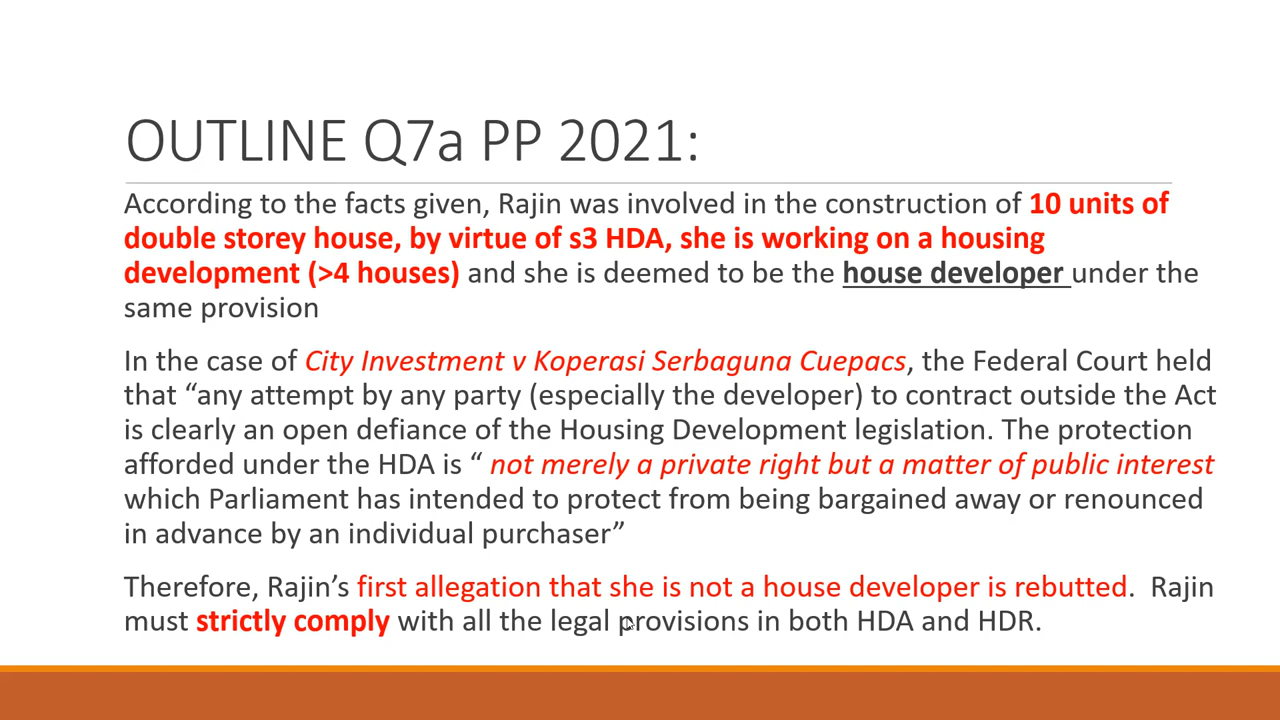 OUTLINE Q7a PP 2021:
According to the facts given, Rajin was involved in the construction of 10 units of
double storey house, by virtue of s3 HDA, she is working on a housing
development (>4 houses) and she is deemed to be the house developer under the
same provision
In the case of City Investment v Koperasi Serbaguna Cuepacs, the Federal Court held
that “any attempt by any party (especially the developer) to contract outside the Act
is clearly an open defiance of the Housing Development legislation. The protection
afforded under the HDA is “ not merely a private right but a matter of public interest
which Parliament has intended to protect from being bargained away or renounced
in advance by an individual purchaser”
Therefore, Rajin’s first allegation that she is not a house developer is rebutted. Rajin
must strictly comply with all the legal provisions in both HDA and HDR.